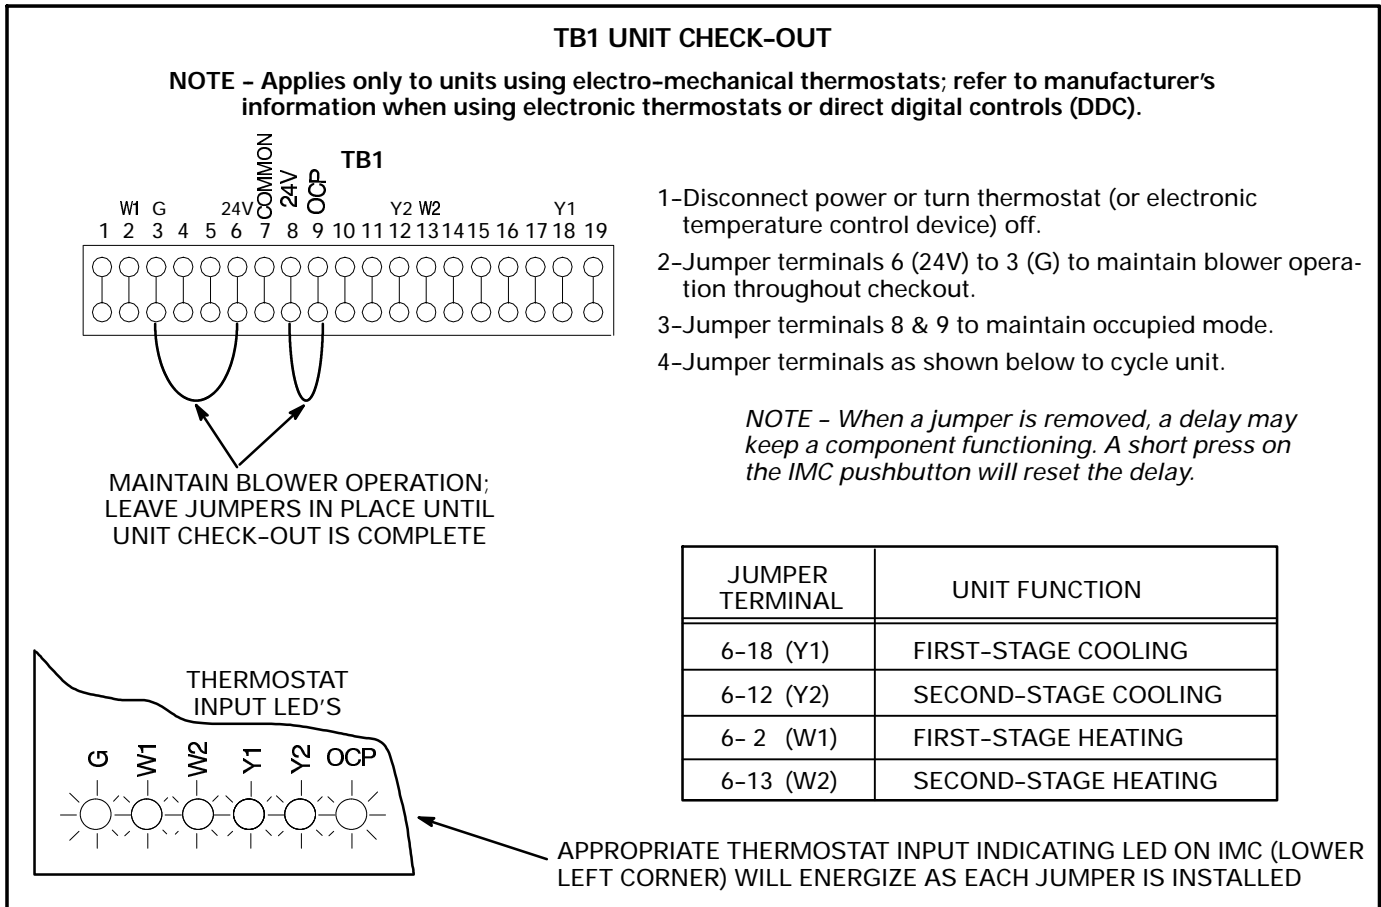 TB1 UNIT CHECK-OUT
NOTE - Applies only to units using electro-mechanical thermostats; refer to manufacturer's
information when using electronic thermostats or direct digital controls (DDC).
TB1
COMMON
24V
OCP
W1 G 24V Y2 W2 Y1
1 2 3 4 5 6 7 8 9 10 11 12 13 14 15 16 17 18 19
MAINTAIN BLOWER OPERATION;
LEAVE JUMPERS IN PLACE UNTIL
UNIT CHECK-OUT IS COMPLETE
1-Disconnect power or turn thermostat (or electronic
temperature control device) off.
2-Jumper terminals 6 (24V) to 3 (G) to maintain blower opera-
tion throughout checkout.
3-Jumper terminals 8 & 9 to maintain occupied mode.
4-Jumper terminals as shown below to cycle unit.
NOTE - When a jumper is removed, a delay may
keep a component functioning. A short press on
the IMC pushbutton will reset the delay.
JUMPER
TERMINAL
UNIT FUNCTION
6-18 (Y1) FIRST-STAGE COOLING
6-12 (Y2) SECOND-STAGE COOLING
6- 2 (W1) FIRST-STAGE HEATING
6-13 (W2) SECOND-STAGE HEATING
THERMOSTAT
INPUT LED'S
G W1 W2 Y1 Y2 OCP
APPROPRIATE THERMOSTAT INPUT INDICATING LED ON IMC (LOWER
LEFT CORNER) WILL ENERGIZE AS EACH JUMPER IS INSTALLED